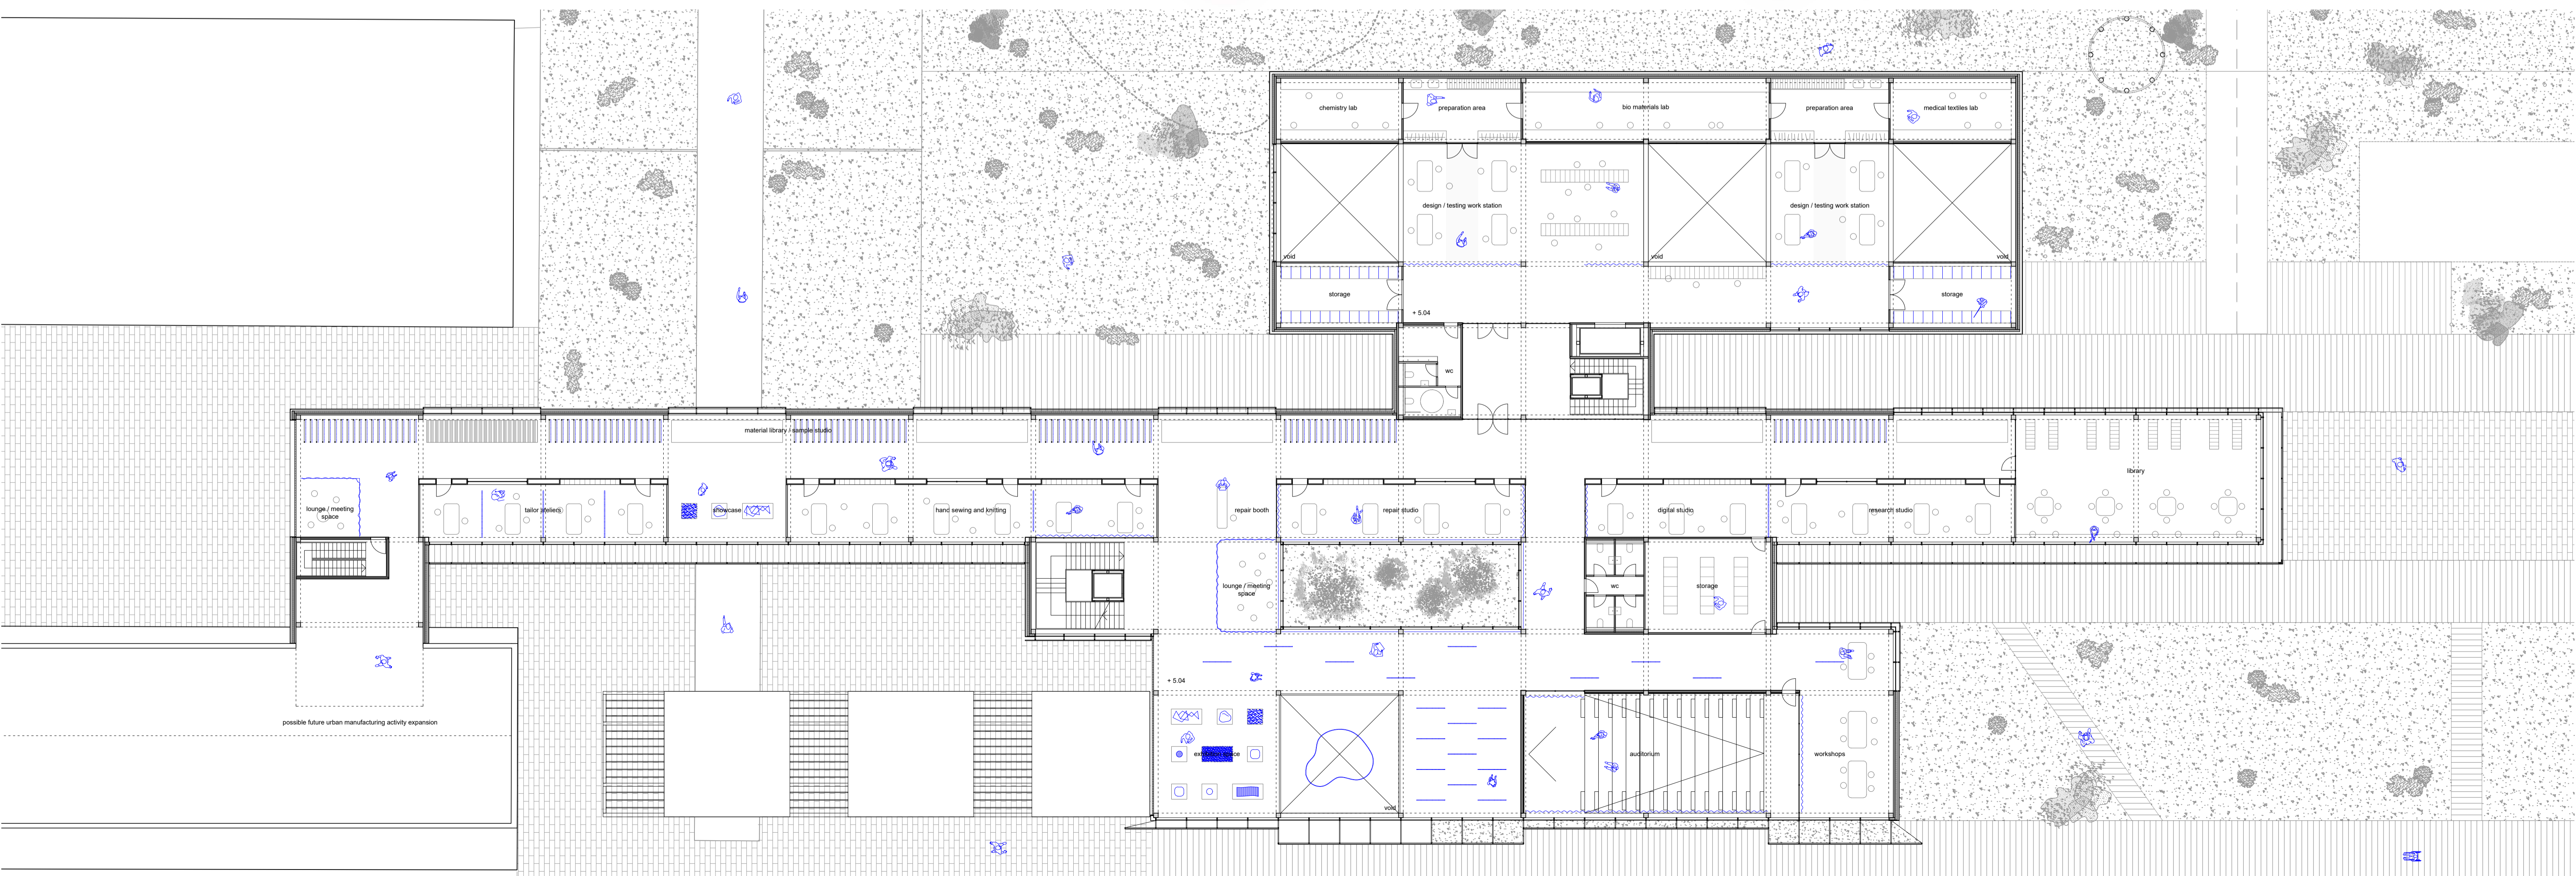 chemistry lab
preparation area
bio materials lab
preparation area
medical textiles lab
design / testing work station
design / testing work station
void
void
void
storage
storage
+ 5.04
wc
material library / sample studio
library
lounge / meeting
space
tailor ateliers
showcase
hand sewing and knitting
repair booth
repair studio
digital studio
research studio
lounge / meeting
space
wc
storage
+ 5.04
possible future urban manufacturing activity expansion
exhibition space
auditorium
workshops
void